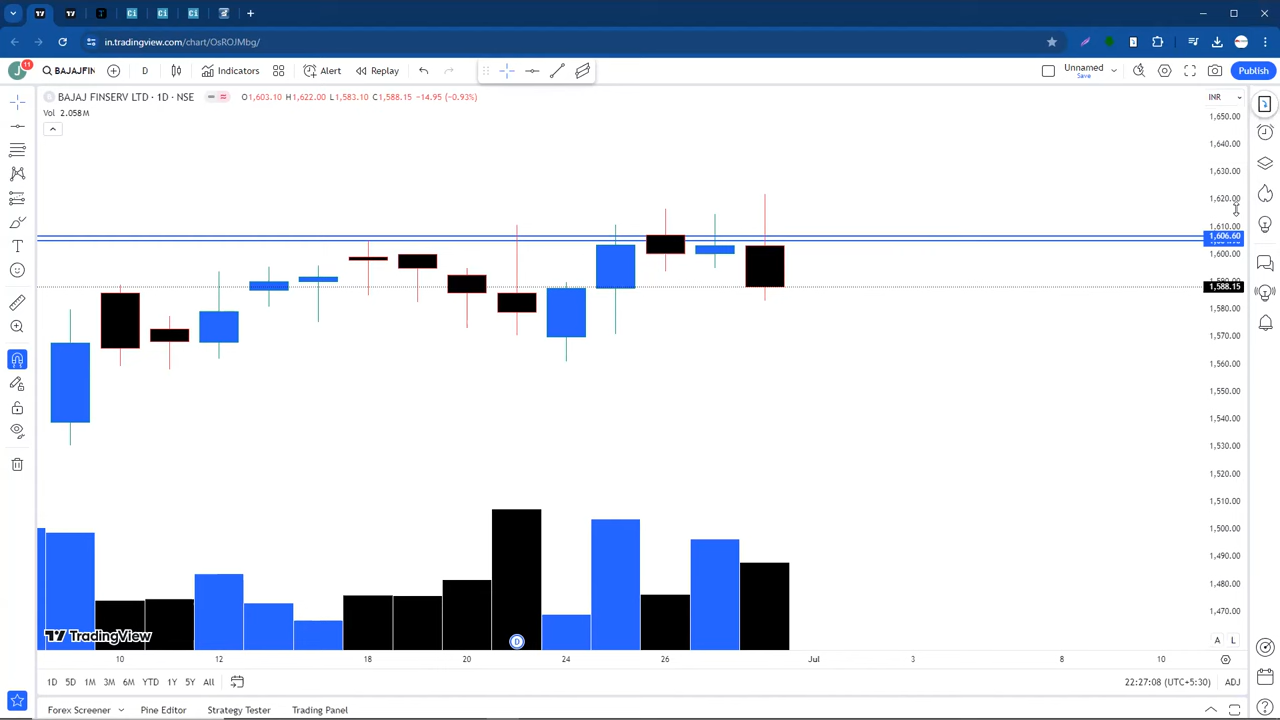 in.tradingview.com/chart/OsROJMbg/
J
11
BAJAJFIN
D
Indicators
Alert
Replay
Unnamed
Save
Publish
BAJAJ FINSERV LTD · 1D · NSE
O1,603.10 H1,622.00 L1,583.10 C1,588.15 −14.95 (−0.93%)
Vol 2.058M
INR
1,650.00
1,640.00
1,630.00
1,620.00
1,610.00
1,606.60
1,600.00
1,588.15
1,580.00
1,570.00
1,560.00
1,550.00
1,540.00
1,530.00
1,520.00
1,510.00
1,500.00
1,490.00
1,480.00
1,470.00
TradingView
D
A L
10 12 18 20 24 26 Jul 3 8 10
1D 5D 1M 3M 6M YTD 1Y 5Y All
22:27:08 (UTC+5:30) ADJ
Forex Screener Pine Editor Strategy Tester Trading Panel